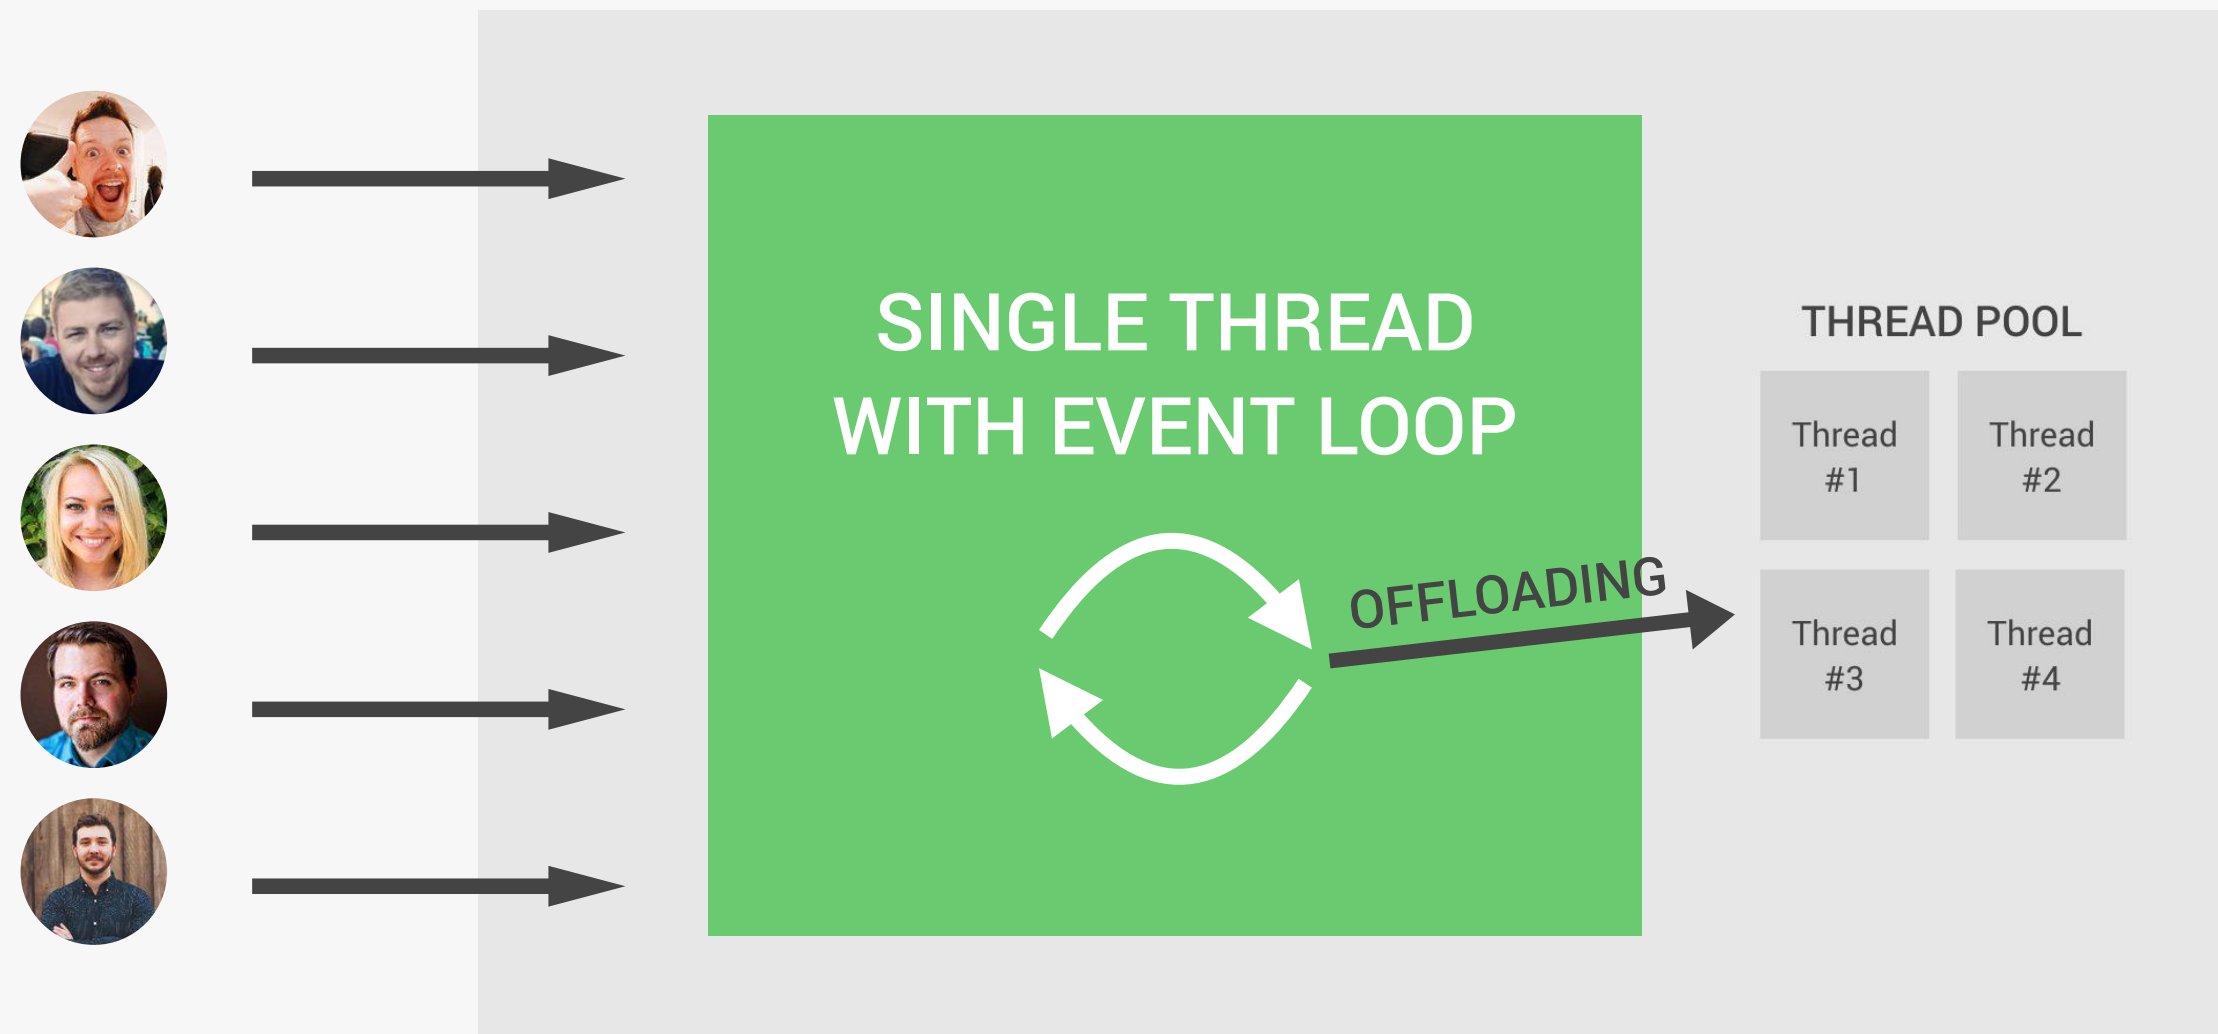 SINGLE THREAD
WITH EVENT LOOP
OFFLOADING
THREAD POOL
Thread
#1
Thread
#2
Thread
#3
Thread
#4